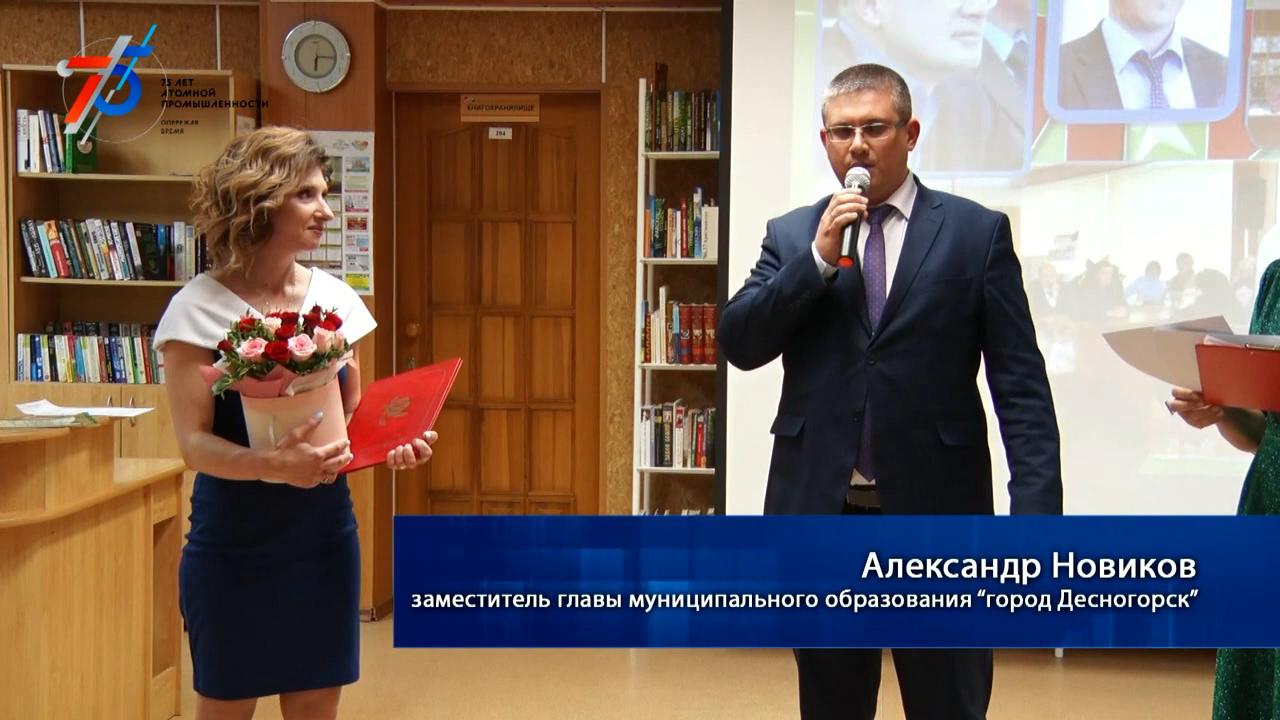 75 ЛЕТ
АТОМНОЙ
ПРОМЫШЛЕННОСТИ
ОПЕРЕЖАЯ
ВРЕМЯ
КНИГОХРАНИЛИЩЕ
204
Александр Новиков
заместитель главы муниципального образования “город Десногорск”